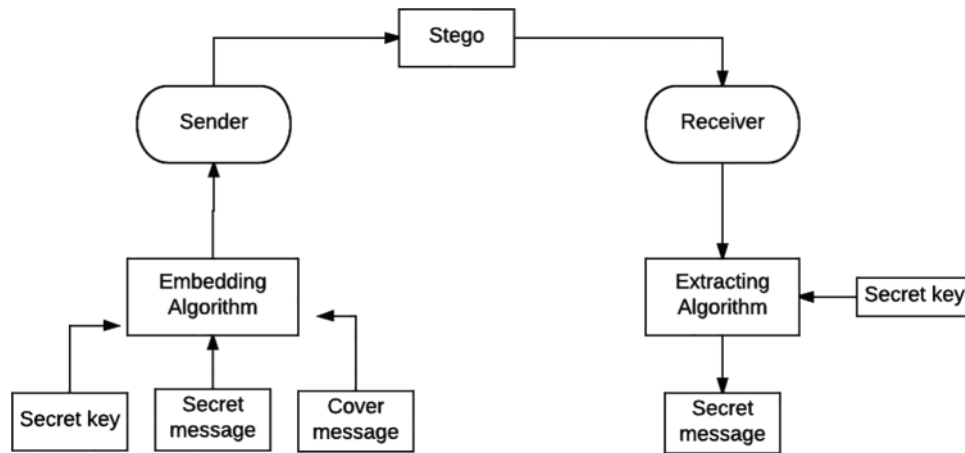 Stego
Sender
Receiver
Embedding
Algorithm
Extracting
Algorithm
Secret key
Secret key
Secret
message
Cover
message
Secret
message